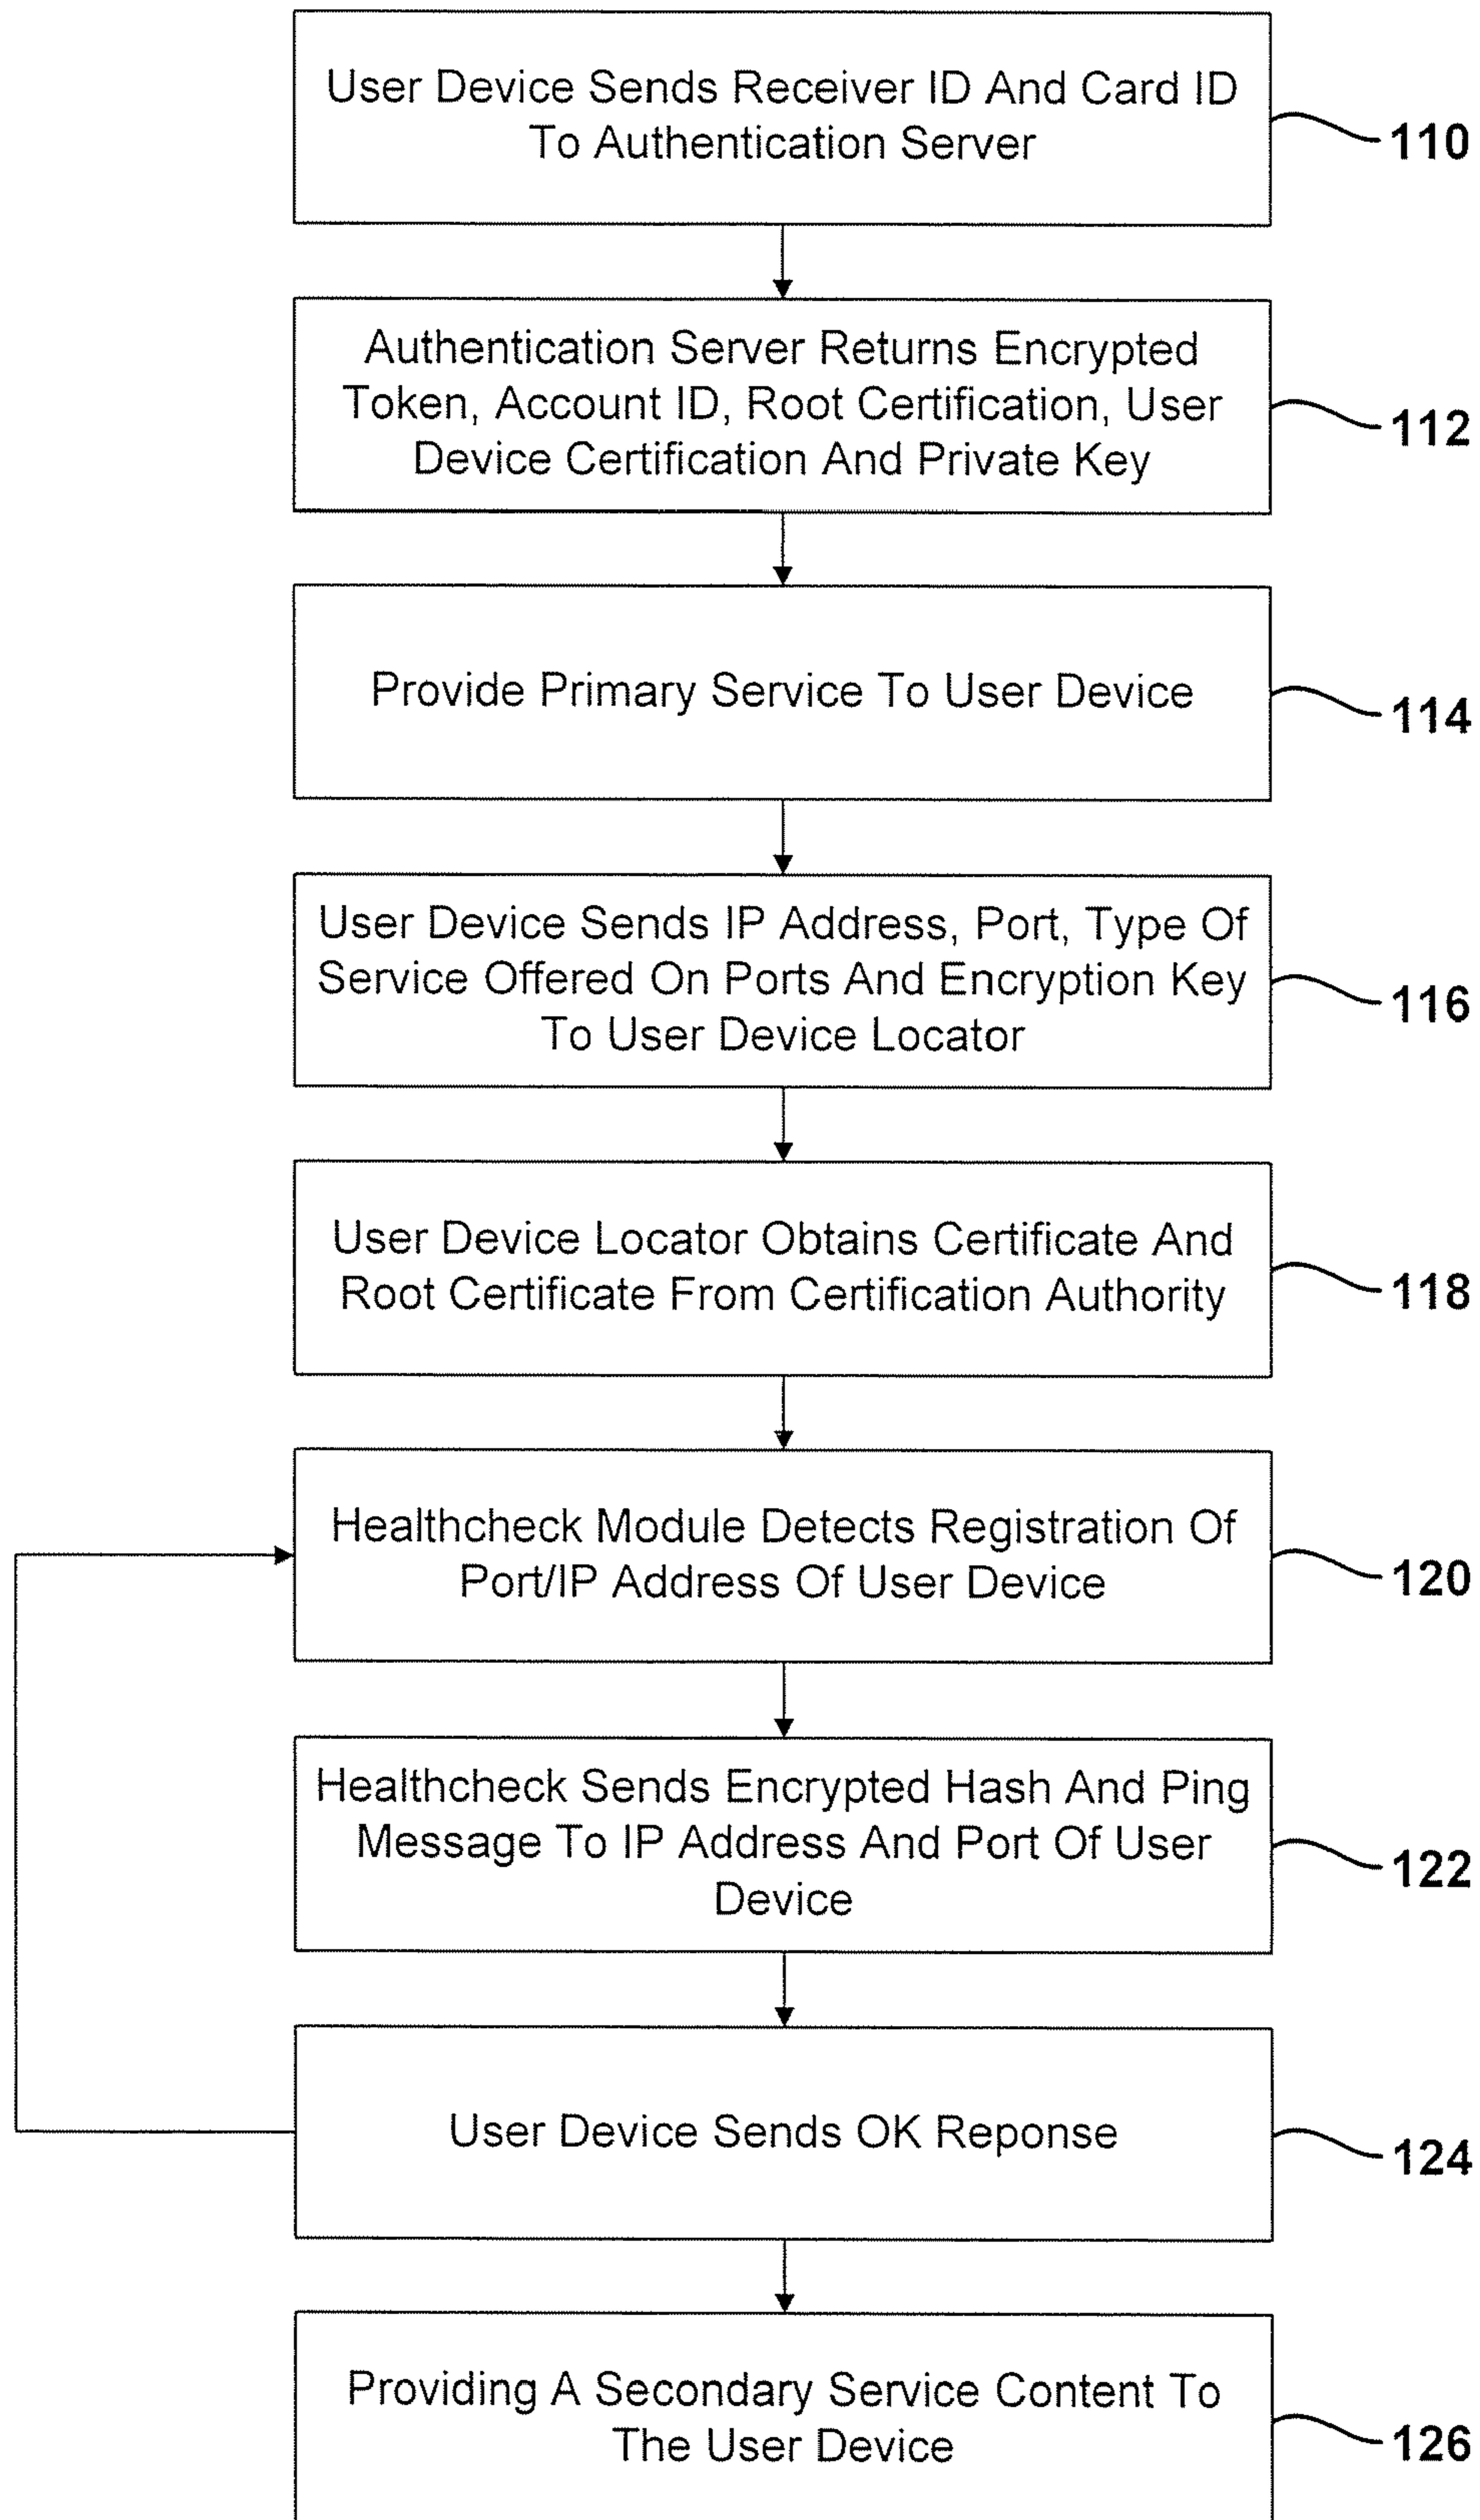 User Device Sends Receiver ID And Card ID
To Authentication Server
110
Authentication Server Returns Encrypted
Token, Account ID, Root Certification, User
Device Certification And Private Key
112
Provide Primary Service To User Device
114
User Device Sends IP Address, Port, Type Of
Service Offered On Ports And Encryption Key
To User Device Locator
116
User Device Locator Obtains Certificate And
Root Certificate From Certification Authority
118
Healthcheck Module Detects Registration Of
Port/IP Address Of User Device
120
Healthcheck Sends Encrypted Hash And Ping
Message To IP Address And Port Of User
Device
122
User Device Sends OK Reponse
124
Providing A Secondary Service Content To
The User Device
126